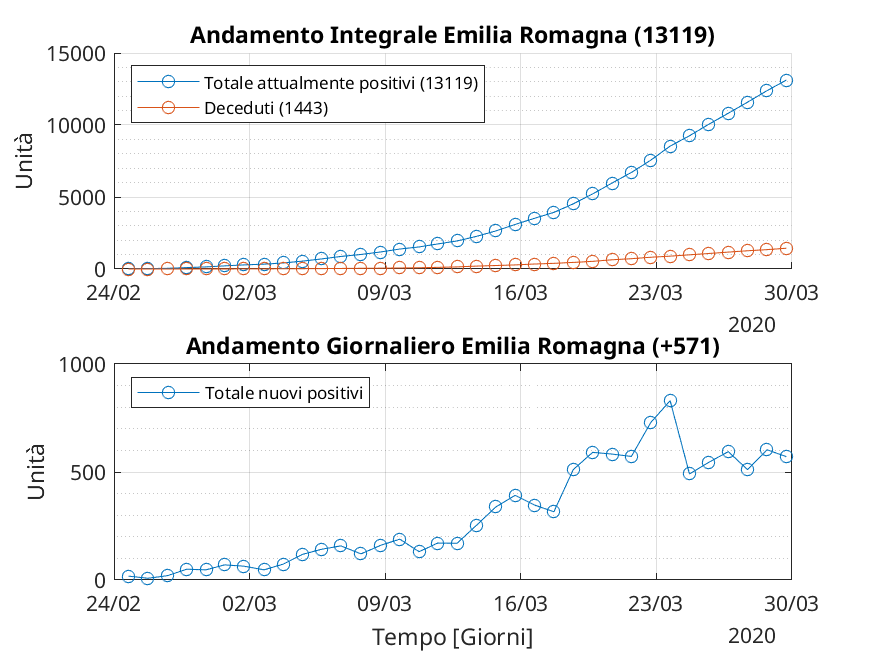 Andamento Integrale Emilia Romagna (13119)
15000
10000
5000
0
Unità
Totale attualmente positivi (13119)
Deceduti (1443)
24/02 02/03 09/03 16/03 23/03 30/03
2020
Andamento Giornaliero Emilia Romagna (+571)
1000
500
0
Unità
Totale nuovi positivi
24/02 02/03 09/03 16/03 23/03 30/03
Tempo [Giorni]
2020